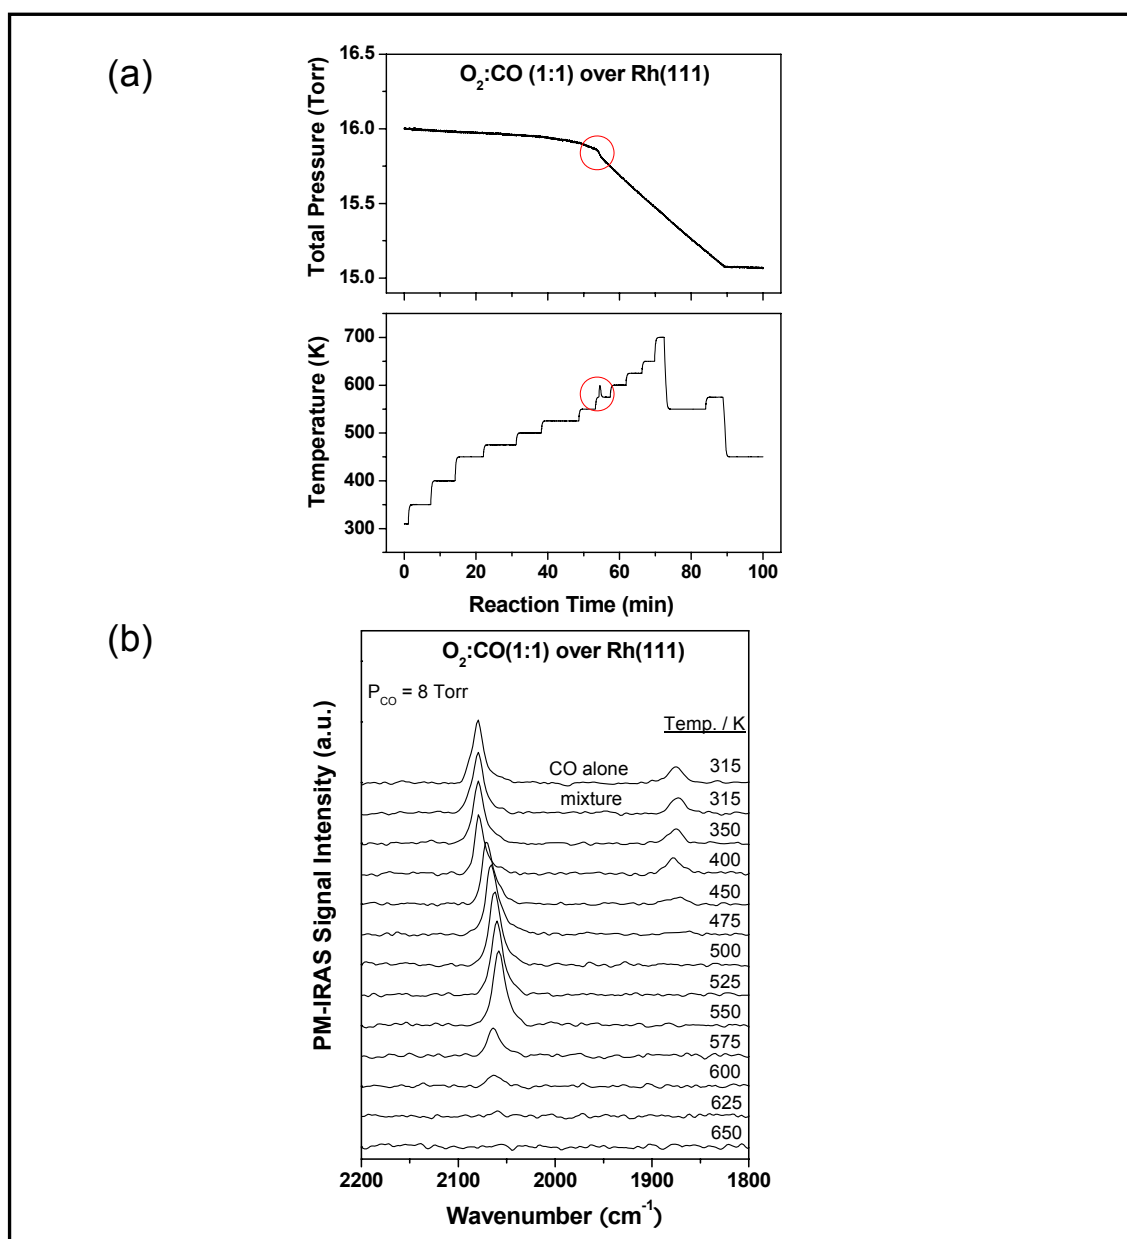 (a)
O2:CO (1:1) over Rh(111)
Total Pressure (Torr)
16.5
16.0
15.5
15.0
Temperature (K)
700
600
500
400
300
0 20 40 60 80 100
Reaction Time (min)
(b)
O2:CO(1:1) over Rh(111)
PCO = 8 Torr
Temp. / K
PM-IRAS Signal Intensity (a.u.)
CO alone 315
mixture 315
350
400
450
475
500
525
550
575
600
625
650
2200 2100 2000 1900 1800
Wavenumber (cm-1)